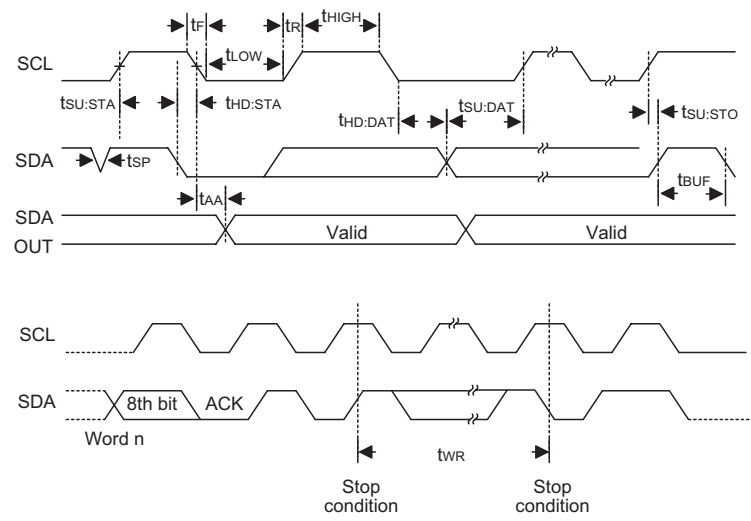 tF tR tHIGH
SCL tLOW
tSU:STA tHD:STA tHD:DAT tSU:DAT tSU:STO
SDA tSP tBUF
tAA
SDA
OUT Valid Valid
SCL
SDA 8th bit ACK
Word n
tWR
Stop condition Stop condition